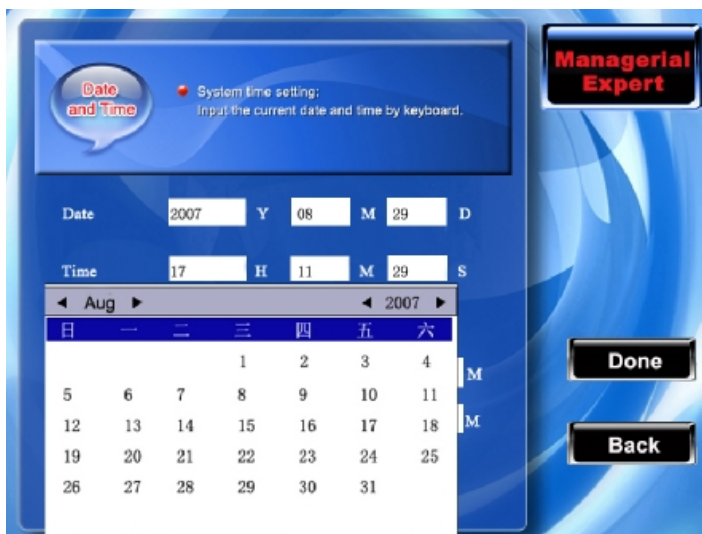 Managerial
Expert
Date
and Time
System time setting:
Input the current date and time by keyboard.
Date 2007 Y 08 M 29 D
Time 17 H 11 M 29 S
◄ Aug ► ◄ 2007 ►
日 一 二 三 四 五 六
1 2 3 4
5 6 7 8 9 10 11
12 13 14 15 16 17 18
19 20 21 22 23 24 25
26 27 28 29 30 31
M
M
Done
Back